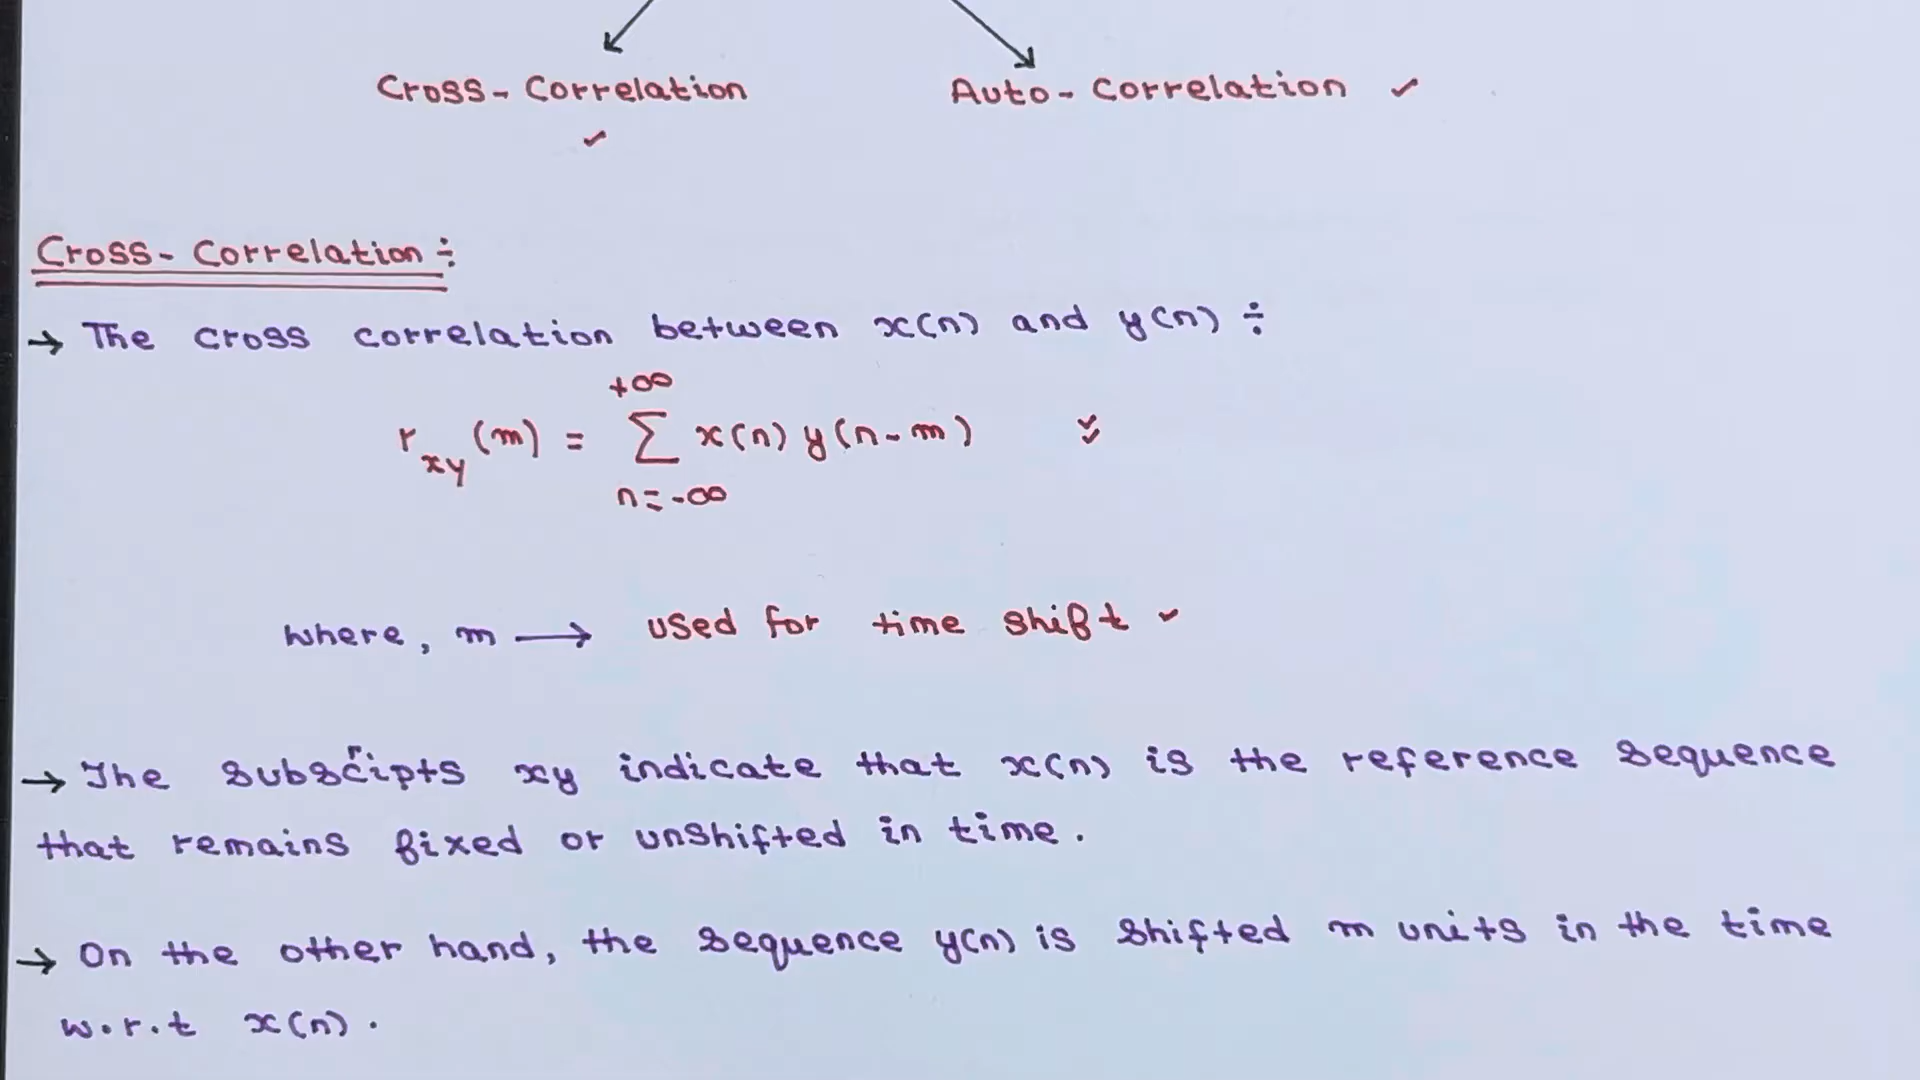 Cross-Correlation Auto-Correlation ✓
✓
Cross-Correlation ÷
→ The cross correlation between x(n) and y(n) ÷
+∞
r_xy(m) = Σ x(n) y(n-m)
n=-∞
where, m → used for time shift ✓
→ The subscripts xy indicate that x(n) is the reference sequence
that remains fixed or unshifted in time.
→ On the other hand, the sequence y(n) is shifted m units in the time
w.r.t x(n).